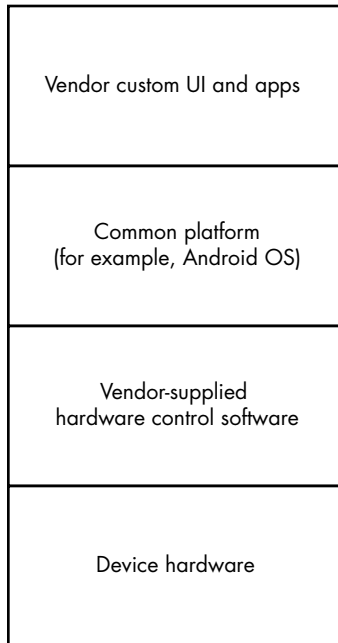 Vendor custom UI and apps
Common platform
(for example, Android OS)
Vendor-supplied
hardware control software
Device hardware